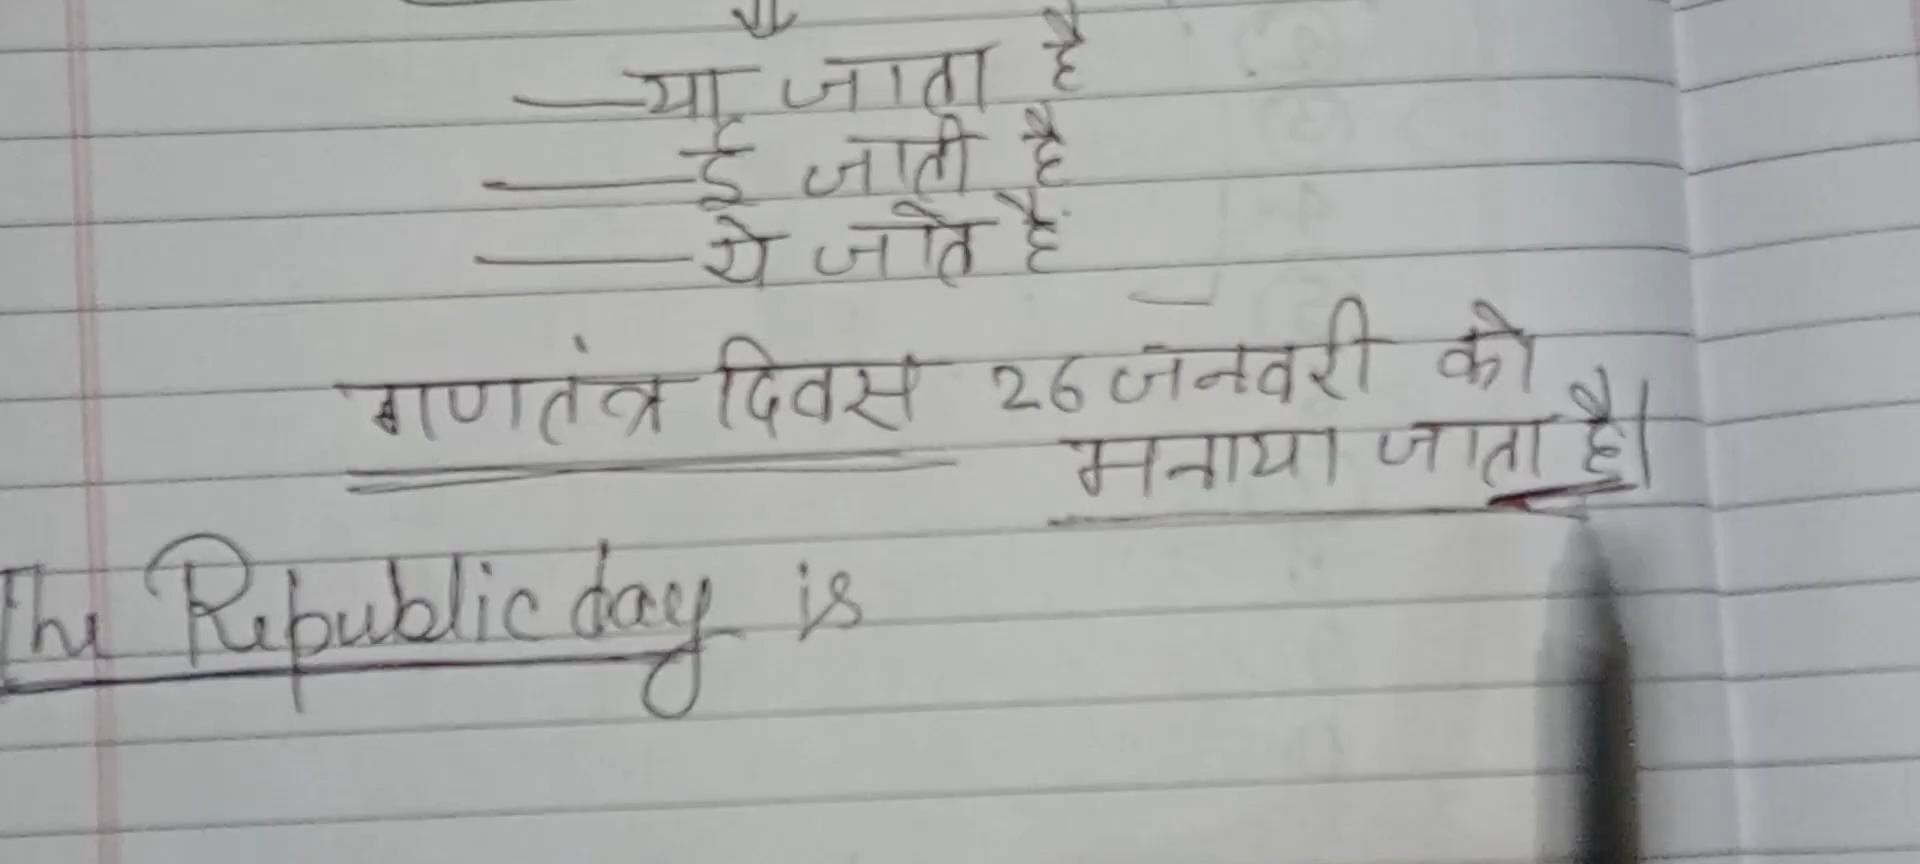 —या जाता है
—ई जाती है
—ये जाते हैं
गणतंत्र दिवस 26 जनवरी को
मनाया जाता है।
The Republic day is